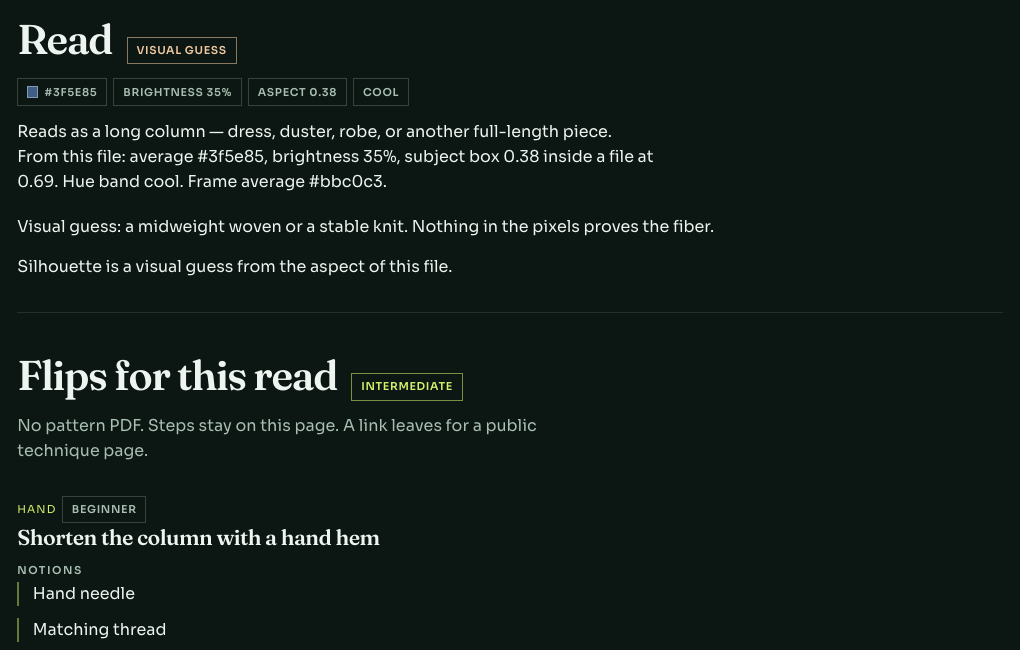 Read VISUAL GUESS
#3F5E85 BRIGHTNESS 35% ASPECT 0.38 COOL
Reads as a long column — dress, duster, robe, or another full-length piece.
From this file: average #3f5e85, brightness 35%, subject box 0.38 inside a file at
0.69. Hue band cool. Frame average #bbc0c3.
Visual guess: a midweight woven or a stable knit. Nothing in the pixels proves the fiber.
Silhouette is a visual guess from the aspect of this file.
Flips for this read INTERMEDIATE
No pattern PDF. Steps stay on this page. A link leaves for a public
technique page.
HAND BEGINNER
Shorten the column with a hand hem
NOTIONS
Hand needle
Matching thread